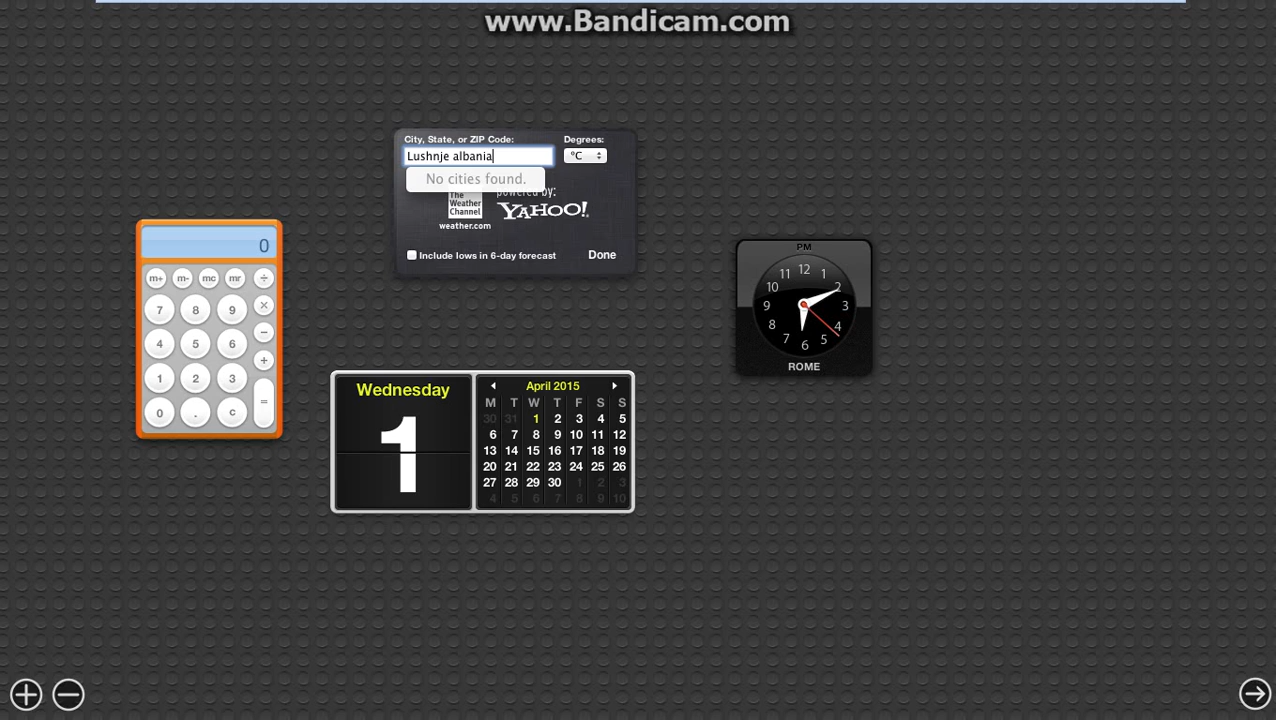 www.Bandicam.com
City, State, or ZIP Code:
Degrees:
Lushnje albania
°C
No cities found.
The
Weather
Channel
weather.com
powered by:
YAHOO!
Include lows in 6-day forecast
Done
0
m+ m- mc mr ÷
7 8 9 ×
4 5 6 −
1 2 3 +
0 . c =
PM
12
11 1
10 2
9 3
8 4
7 5
6
ROME
Wednesday
1
April 2015
M T W T F S S
30 31 1 2 3 4 5
6 7 8 9 10 11 12
13 14 15 16 17 18 19
20 21 22 23 24 25 26
27 28 29 30 1 2 3
4 5 6 7 8 9 10